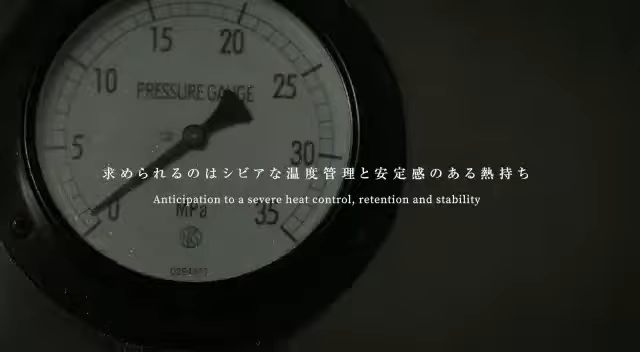 15
20
10
25
PRESSURE GAUGE
5
30
求められるのはシビアな温度管理と安定感のある熱持ち
Anticipation to a severe heat control, retention and stability
0
MPa
35